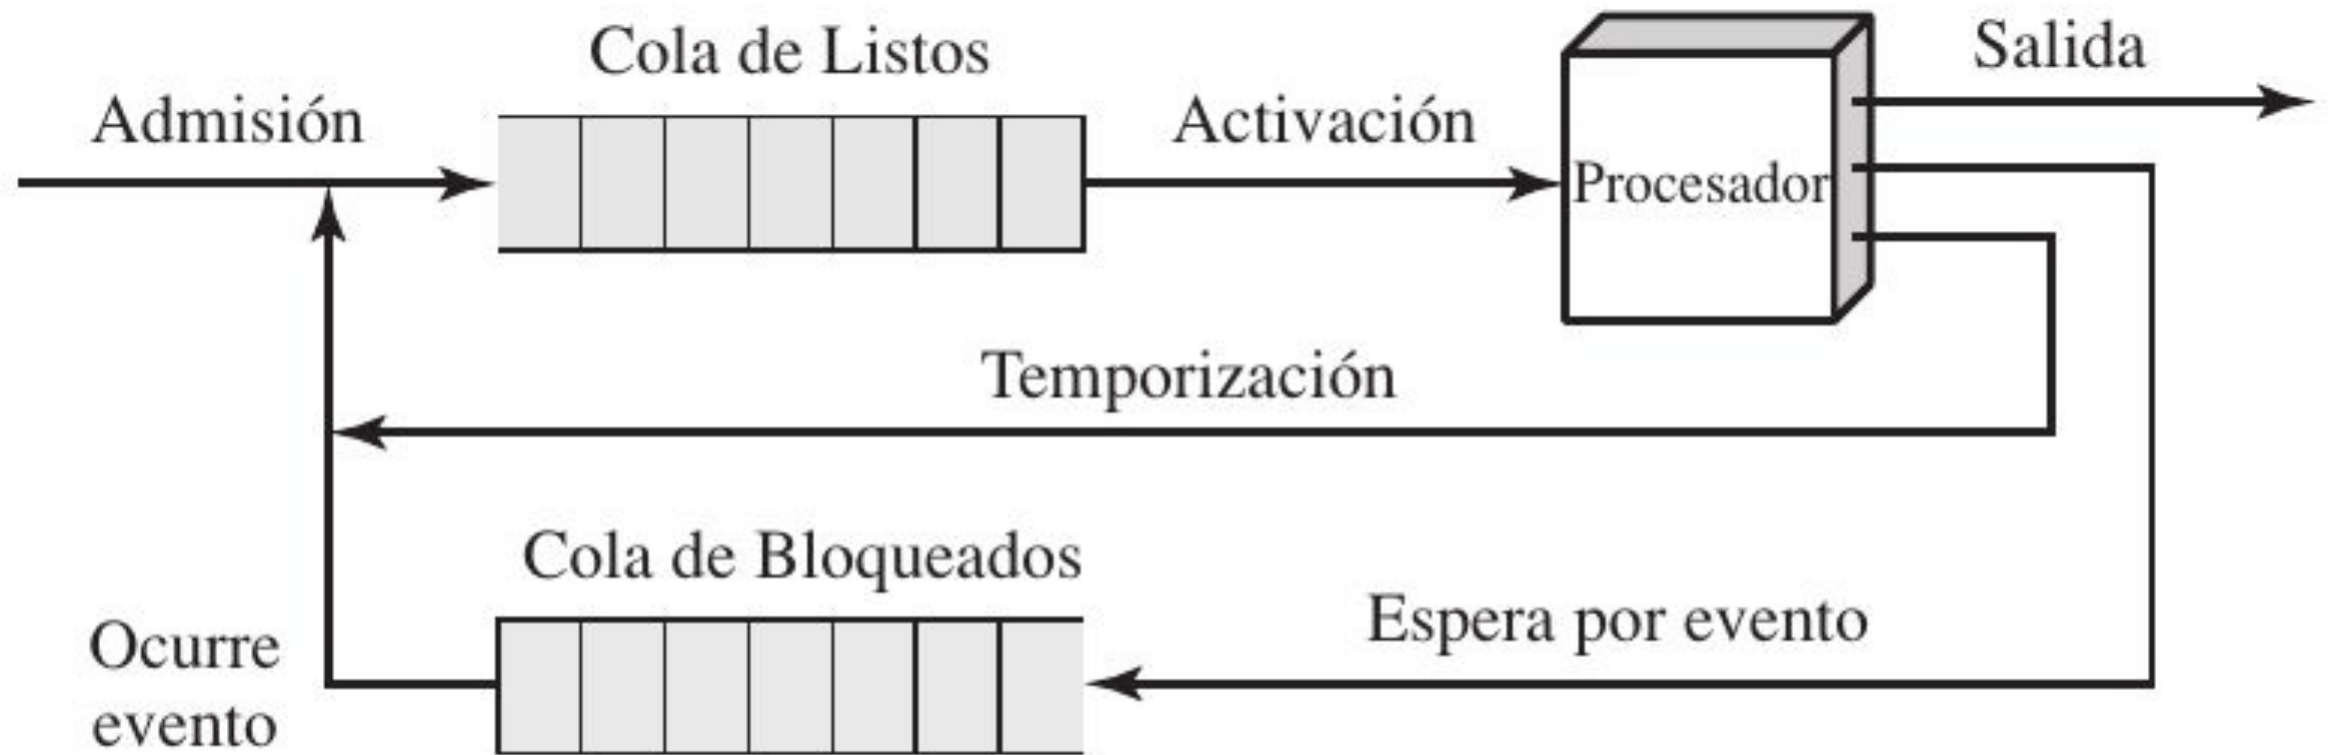 Cola de Listos
Salida
Admisión
Activación
Procesador
Temporización
Cola de Bloqueados
Espera por evento
Ocurre
evento